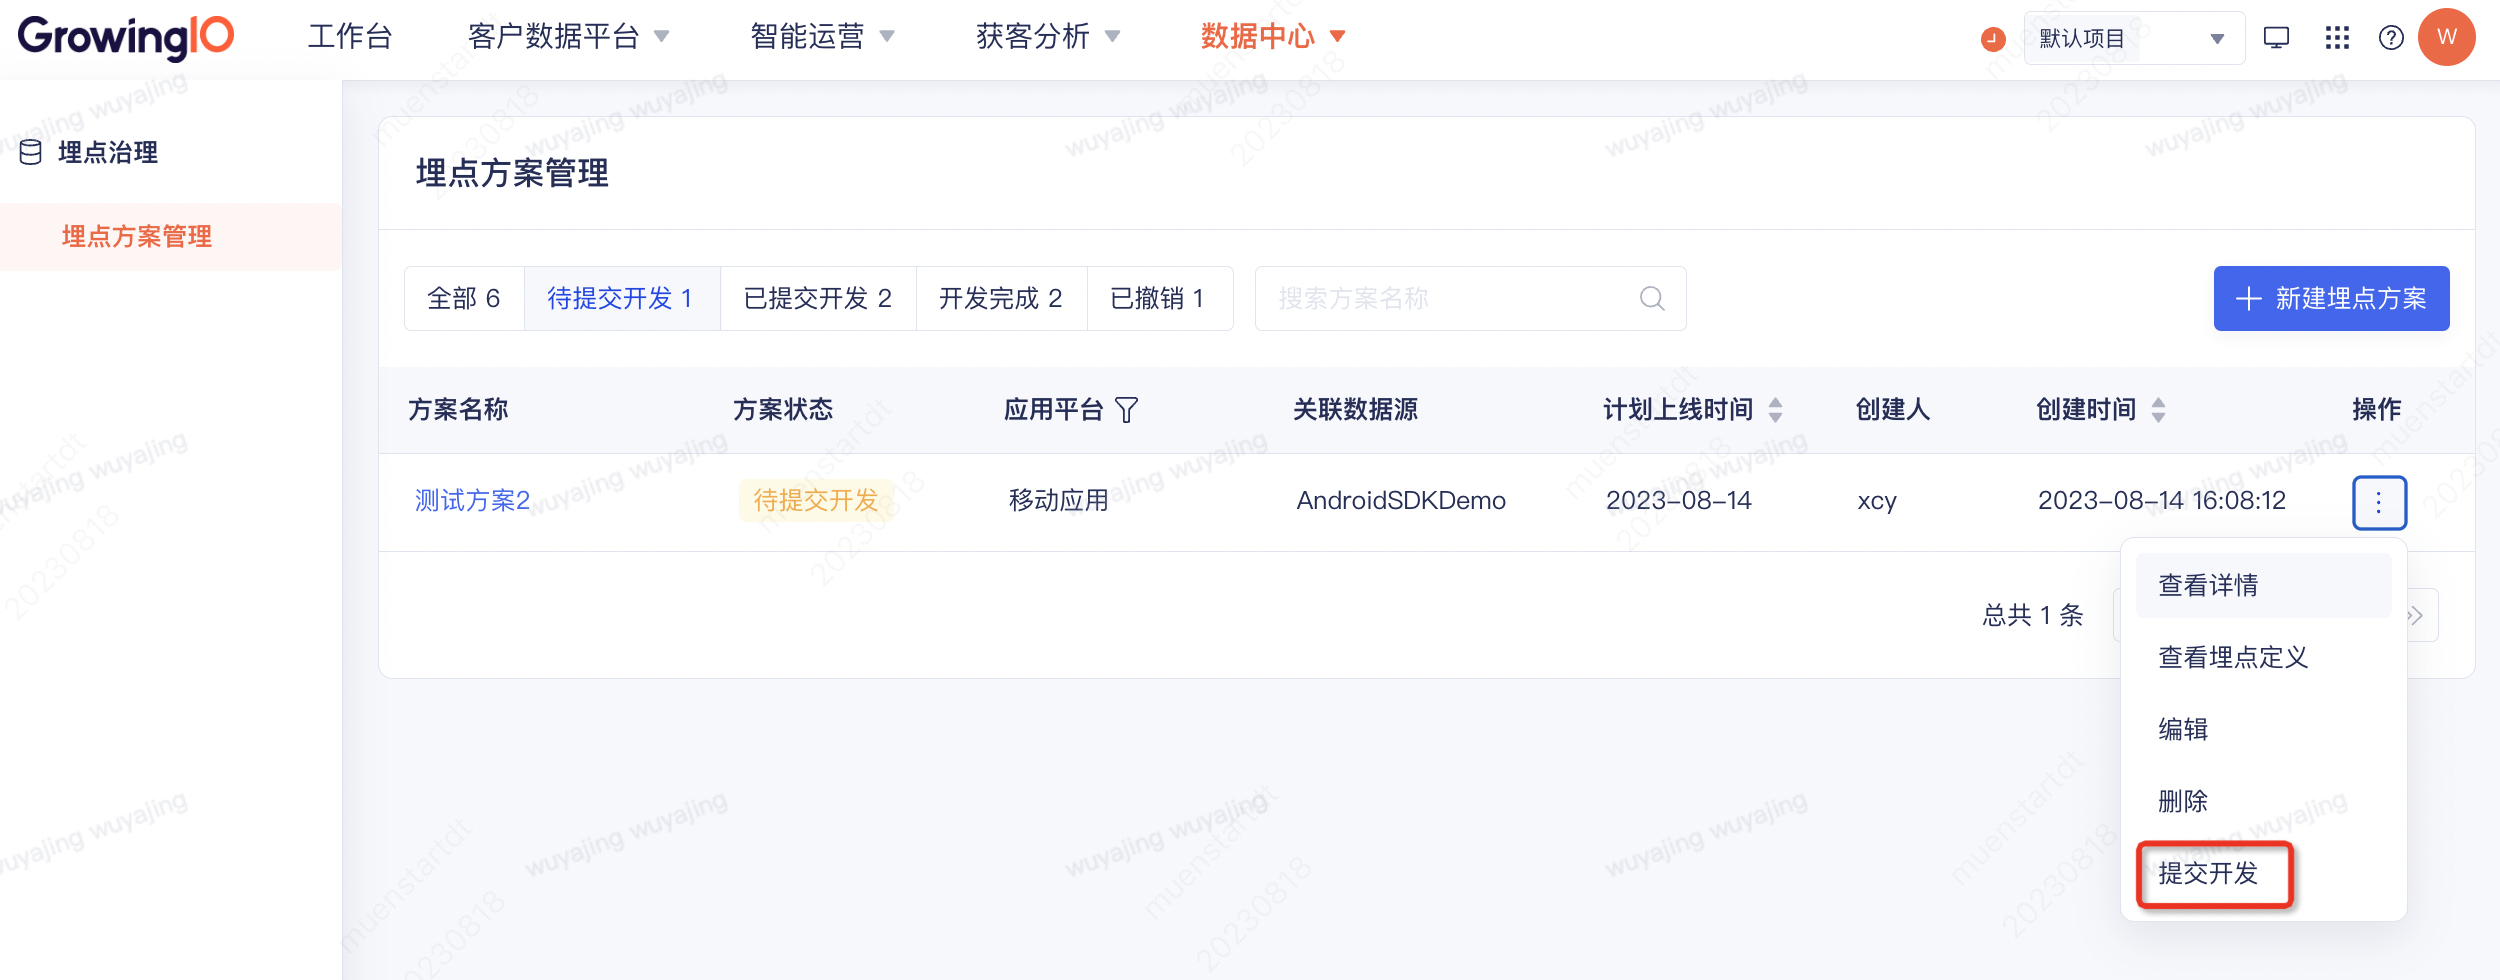 GrowingIO 工作台 客户数据平台 智能运营 获客分析 数据中心 默认项目 W
埋点治理
埋点方案管理
埋点方案管理
全部 6 待提交开发 1 已提交开发 2 开发完成 2 已撤销 1 搜索方案名称 新建埋点方案
方案名称 方案状态 应用平台 关联数据源 计划上线时间 创建人 创建时间 操作
测试方案2 待提交开发 移动应用 AndroidSDKDemo 2023-08-14 xcy 2023-08-14 16:08:12
总共 1 条
查看详情
查看埋点定义
编辑
删除
提交开发
wuyajing wuyajing
muenstartdt
20230818